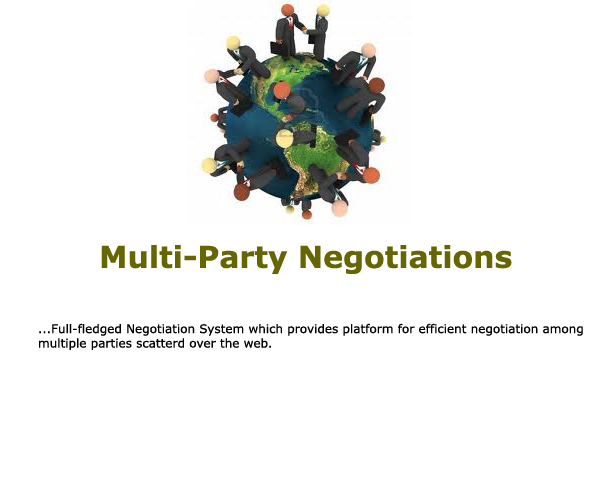 Multi-Party Negotiations
...Full-fledged Negotiation System which provides platform for efficient negotiation among
multiple parties scatterd over the web.